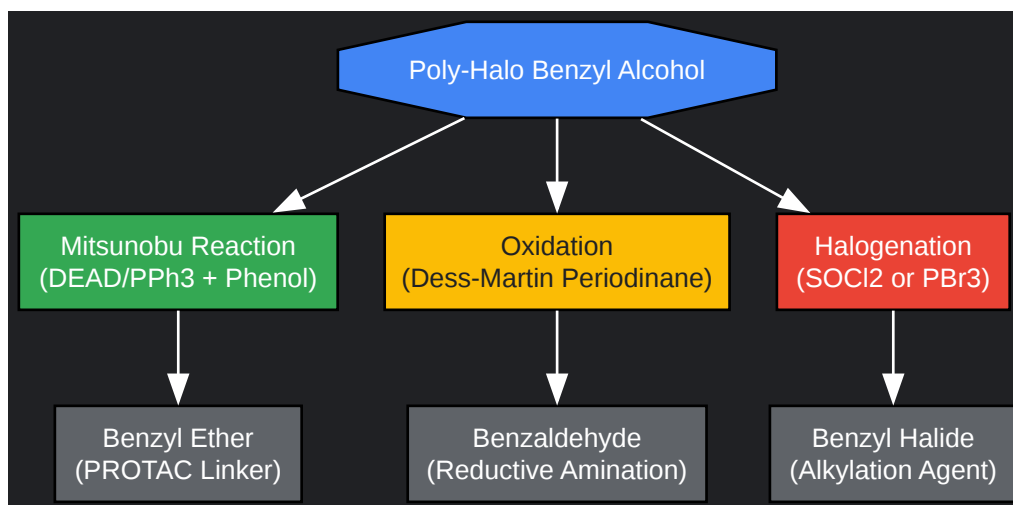 Poly-Halo Benzyl Alcohol
Mitsunobu Reaction
(DEAD/PPh3 + Phenol)
Oxidation
(Dess-Martin Periodinane)
Halogenation
(SOCl2 or PBr3)
Benzyl Ether
(PROTAC Linker)
Benzaldehyde
(Reductive Amination)
Benzyl Halide
(Alkylation Agent)